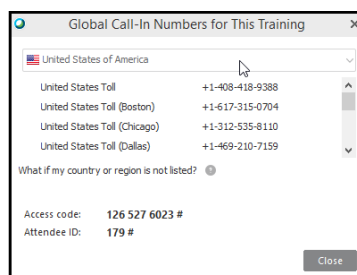 Global Call-In Numbers for This Training
United States of America
United States Toll +1-408-418-9388
United States Toll (Boston) +1-617-315-0704
United States Toll (Chicago) +1-312-535-8110
United States Toll (Dallas) +1-469-210-7159
What if my country or region is not listed?
Access code: 126 527 6023 #
Attendee ID: 179 #
Close